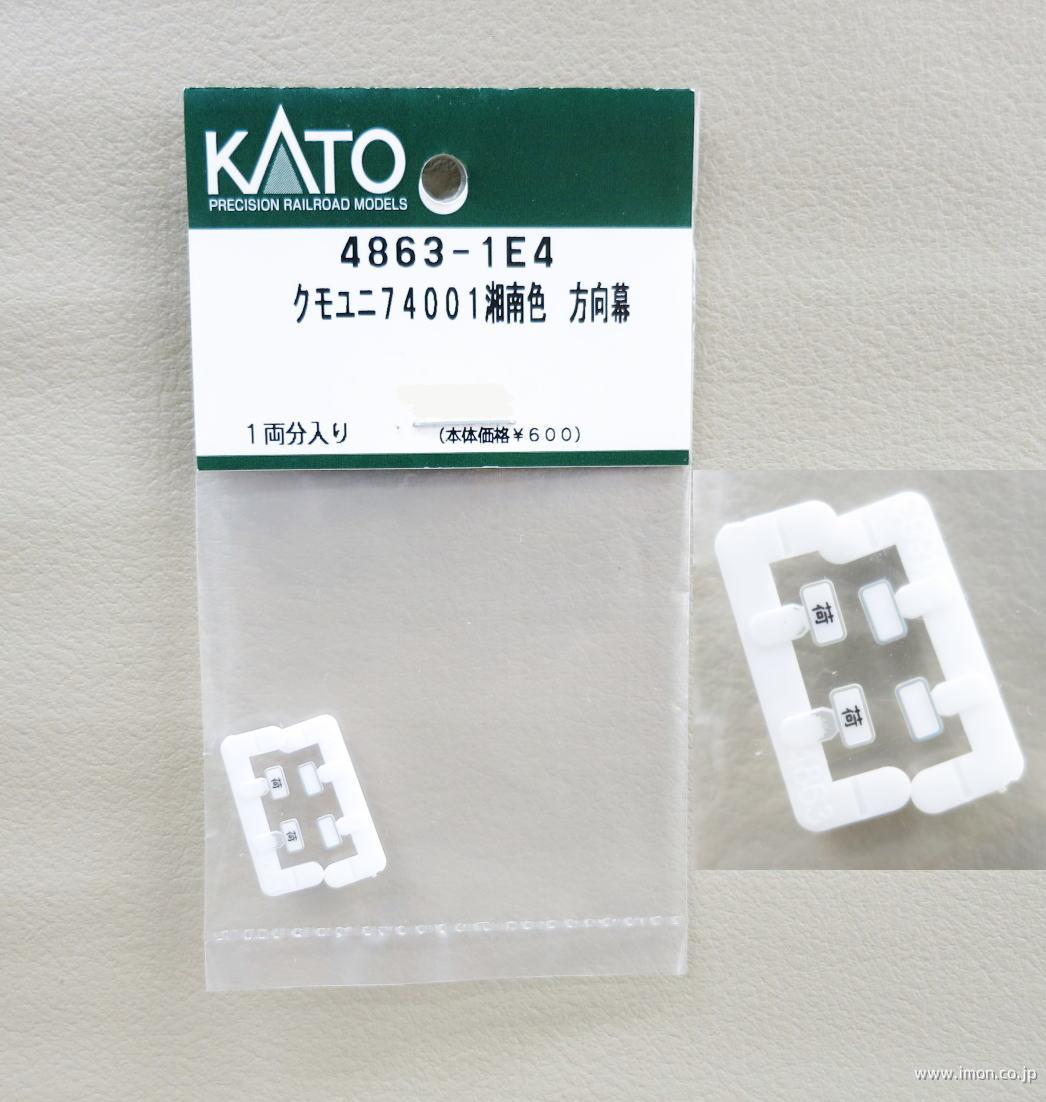 KATO
PRECISION RAILROAD MODELS
4863-1E4
クモユニ74001湘南色　方向幕
1両分入り
(本体価格¥600)
荷
荷
荷
荷
4863
www.imon.co.jp